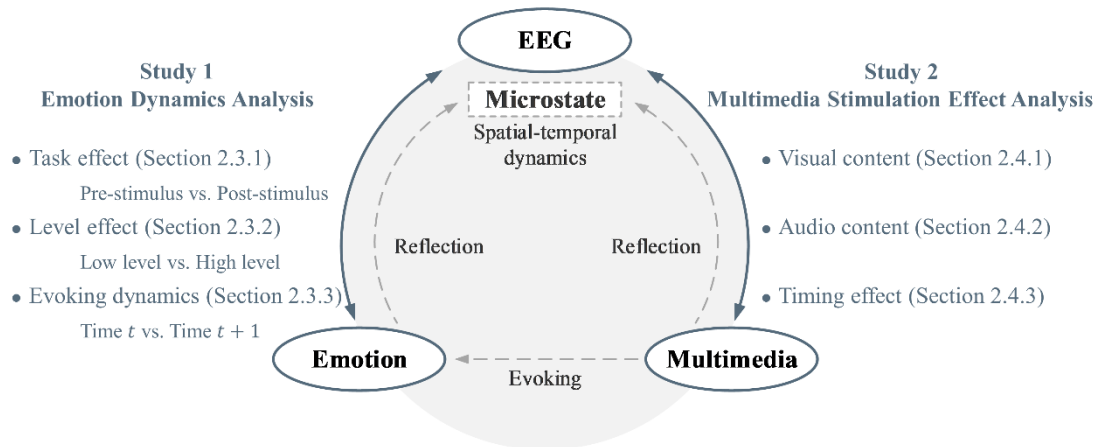 EEG
Microstate
Spatial-temporal
dynamics
Study 1
Emotion Dynamics Analysis
• Task effect (Section 2.3.1)
Pre-stimulus vs. Post-stimulus
• Level effect (Section 2.3.2)
Low level vs. High level
• Evoking dynamics (Section 2.3.3)
Time t vs. Time t + 1
Reflection
Reflection
Study 2
Multimedia Stimulation Effect Analysis
• Visual content (Section 2.4.1)
• Audio content (Section 2.4.2)
• Timing effect (Section 2.4.3)
Emotion
Evoking
Multimedia